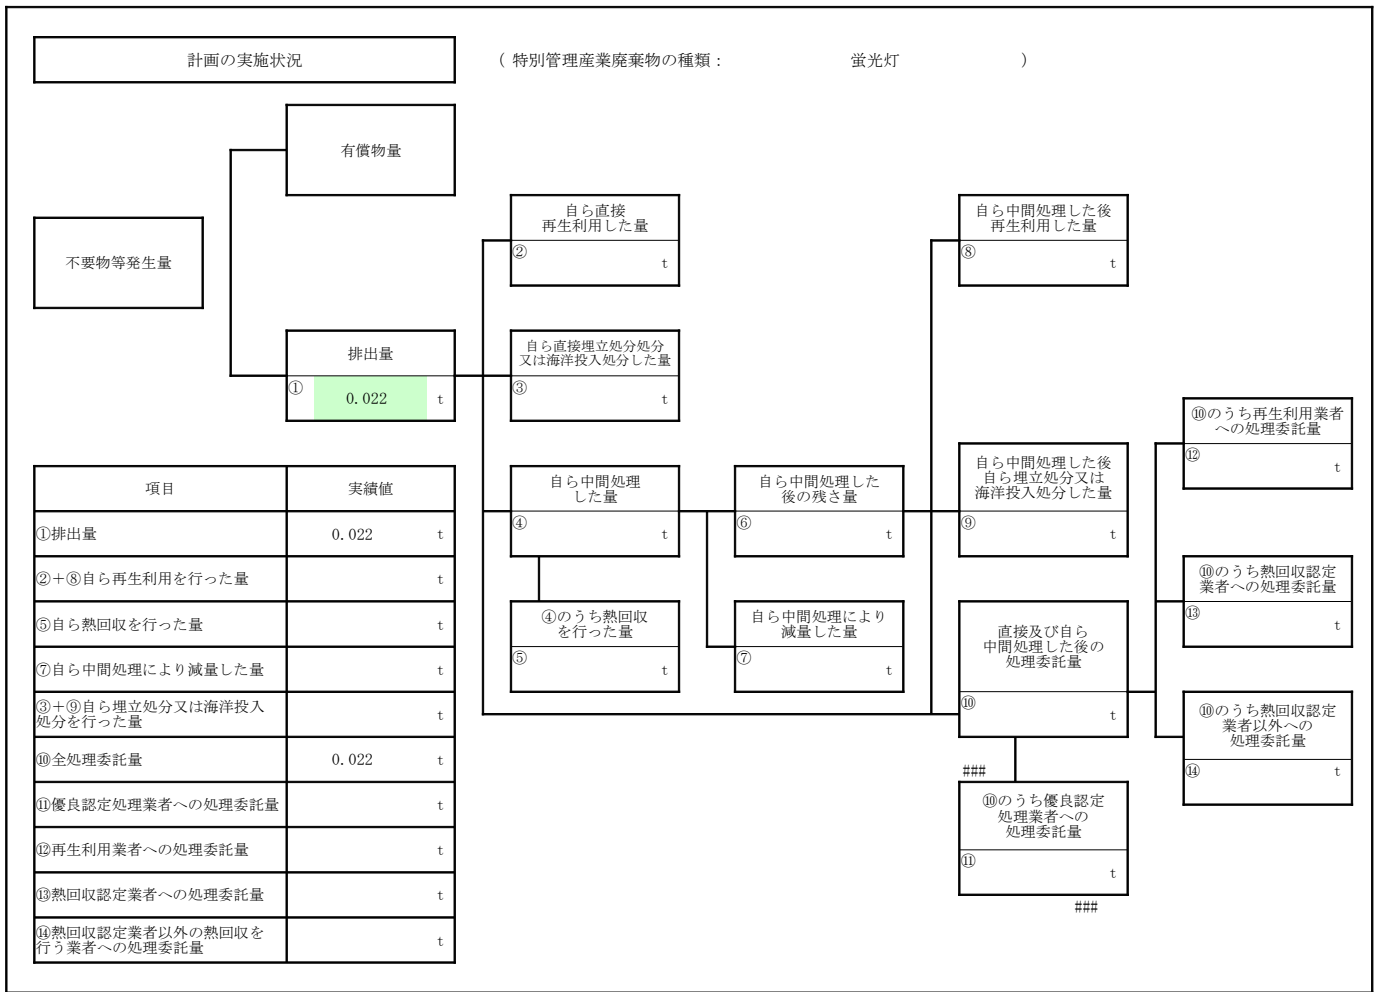 計画の実施状況
（ 特別管理産業廃棄物の種類： 蛍光灯 ）
有償物量
不要物等発生量
自ら直接
再生利用した量
② t
自ら中間処理した後
再生利用した量
⑧ t
排出量
① 0.022 t
自ら直接埋立処分処分
又は海洋投入処分した量
③ t
⑩のうち再生利用業者
への処理委託量
⑫ t
自ら中間処理
した量
④ t
自ら中間処理した
後の残さ量
⑥ t
自ら中間処理した後
自ら埋立処分又は
海洋投入処分した量
⑨ t
⑩のうち熱回収認定
業者への処理委託量
⑬ t
④のうち熱回収
を行った量
⑤ t
自ら中間処理により
減量した量
⑦ t
直接及び自ら
中間処理した後の
処理委託量
⑩ t
⑩のうち熱回収認定
業者以外への
処理委託量
⑭ t
###
⑩のうち優良認定
処理業者への
処理委託量
⑪ t
###
項目 実績値
①排出量 0.022 t
②＋⑧自ら再生利用を行った量 t
⑤自ら熱回収を行った量 t
⑦自ら中間処理により減量した量 t
③＋⑨自ら埋立処分又は海洋投入
処分を行った量 t
⑩全処理委託量 0.022 t
⑪優良認定処理業者への処理委託量 t
⑫再生利用業者への処理委託量 t
⑬熱回収認定業者への処理委託量 t
⑭熱回収認定業者以外の熱回収を
行う業者への処理委託量 t